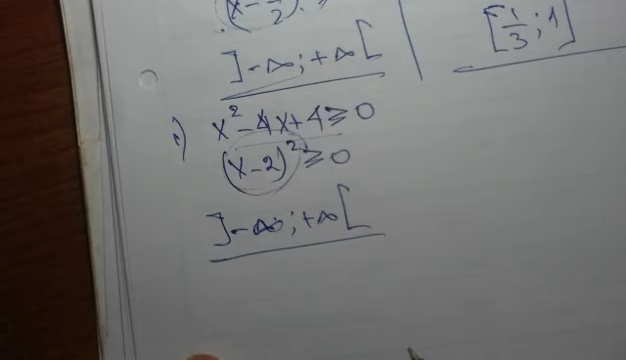 ]-∞;+∞[
[1/3;1]
x²-4x+4≥0
(x-2)²≥0
]-∞;+∞[